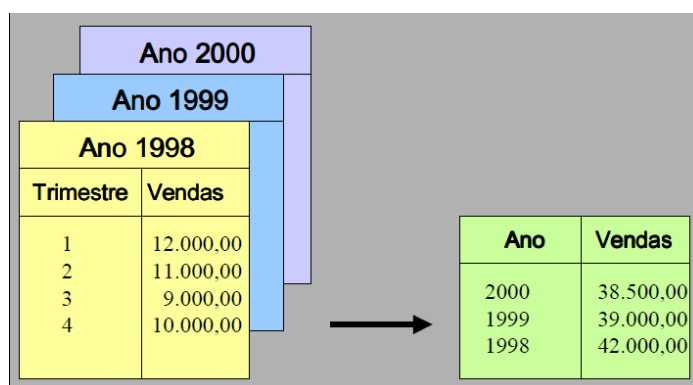 Ano 2000
Ano 1999
Ano 1998
Trimestre Vendas
1 12.000,00
2 11.000,00
3 9.000,00
4 10.000,00
Ano Vendas
2000 38.500,00
1999 39.000,00
1998 42.000,00